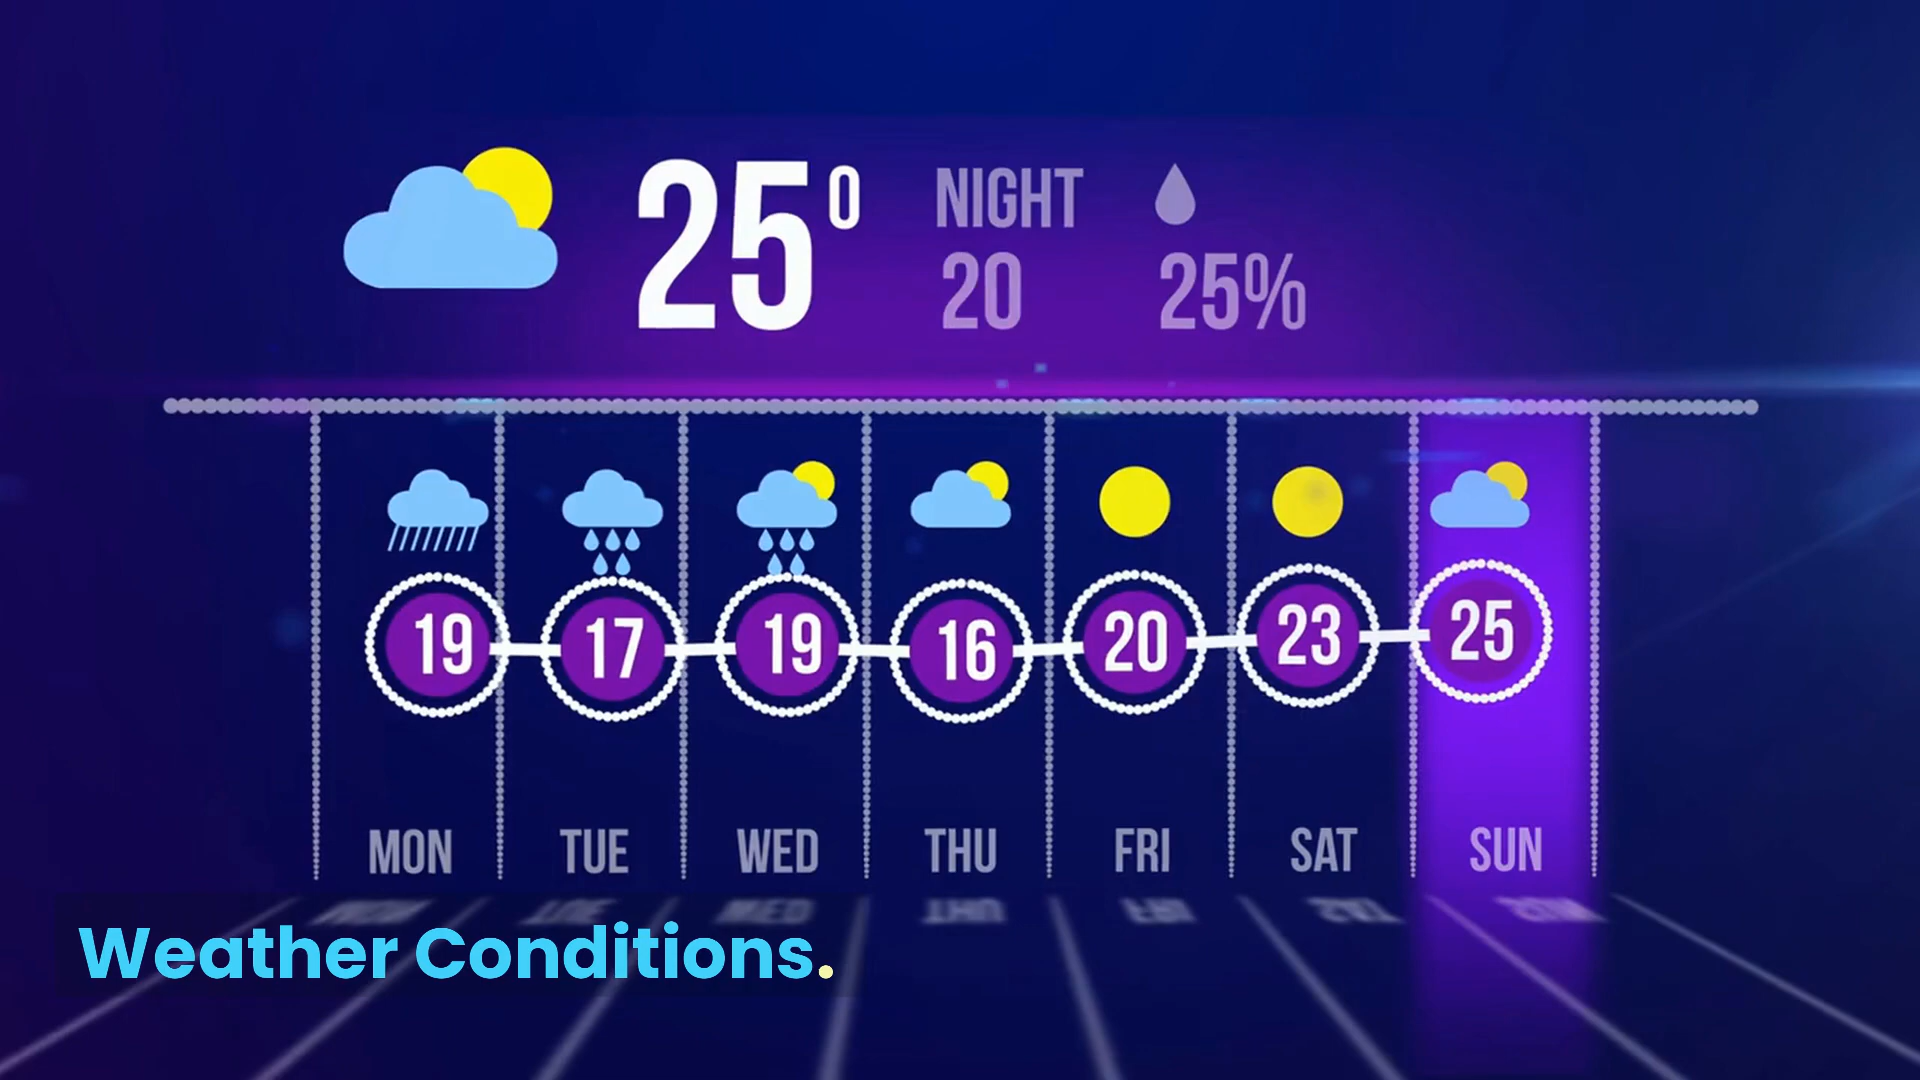 25°
NIGHT
20
25%
19 17 19 16 20 23 25
MON TUE WED THU FRI SAT SUN
Weather Conditions.